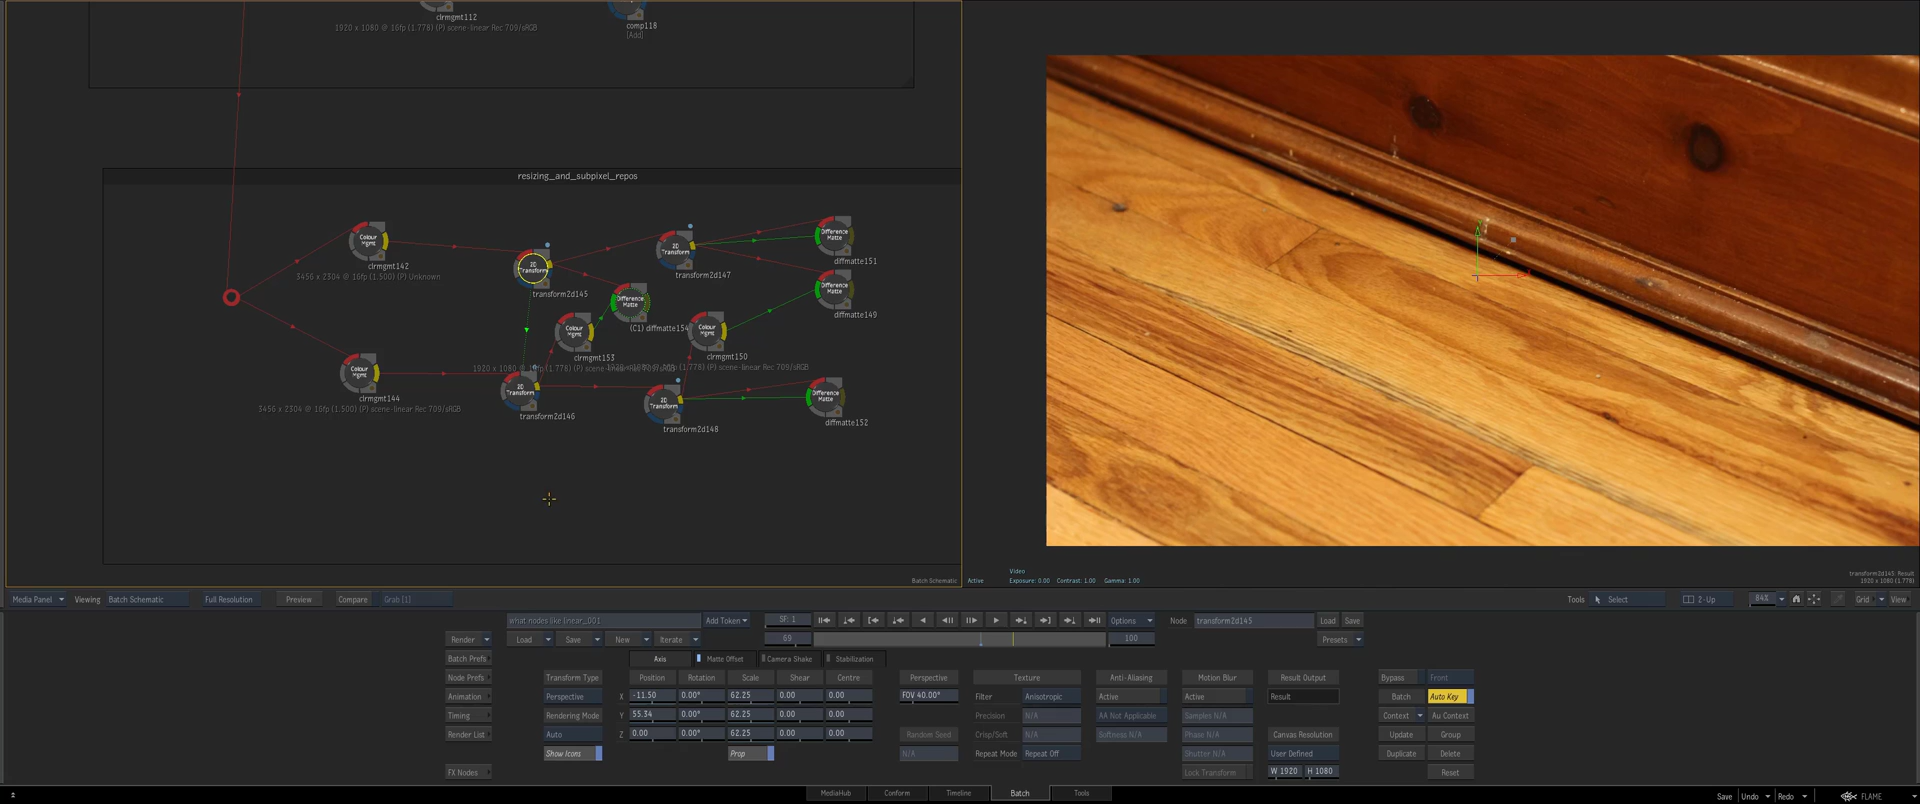 clrmgmt112
1920 x 1080 @ 16fp (1.778) (P) scene-linear Rec 709/sRGB
comp118
[Add]
resizing_and_subpixel_repos
Colour Mgmt
clrmgmt142
3456 x 2304 @ 16fp (1.500) (P) Unknown
2D Transform
transform2d145
2D Transform
transform2d147
Difference Matte
diffmatte151
Difference Matte
diffmatte149
Difference Matte
(C1) diffmatte154
Colour Mgmt
clrmgmt153
Colour Mgmt
clrmgmt150
1920 x 1080 @ 16fp (1.778) (P) scene-linear Rec 709/sRGB
Colour Mgmt
clrmgmt144
3456 x 2304 @ 16fp (1.500) (P) scene-linear Rec 709/sRGB
2D Transform
transform2d146
2D Transform
transform2d148
Difference Matte
diffmatte152
Batch Schematic
Video
Active Exposure: 0.00 Contrast: 1.00 Gamma: 1.00
transform2d145: Result
1920 x 1080 (1.778)
Media Panel Viewing Batch Schematic Full Resolution Preview Compare Grab [1] Tools Select 2-Up 84% Grid View
what nodes like linear_001 Add Token SF: 1 Options Node transform2d145 Load Save
Render Load Save New Iterate 69 100 Presets
Batch Prefs Axis Matte Offset Camera Shake Stabilization
Node Prefs Transform Type Position Rotation Scale Shear Centre Perspective Texture Anti-Aliasing Motion Blur Result Output Bypass Front
Animation Perspective X -11.50 0.00° 62.25 0.00 0.00 FOV 40.00° Filter Anisotropic Active Active Result Batch Auto Key
Timing Rendering Mode Y 55.34 0.00° 62.25 0.00 0.00 Precision N/A AA Not Applicable Samples N/A Context Au Context
Render List Auto Z 0.00 0.00° 62.25 0.00 0.00 Random Seed Crisp/Soft N/A Softness N/A Phase N/A Canvas Resolution Update Group
Show Icons Prop N/A Repeat Mode Repeat Off Shutter N/A User Defined Duplicate Delete
FX Nodes Lock Transform W 1920 H 1080 Reset
MediaHub Conform Timeline Batch Tools Save Undo Redo FLAME